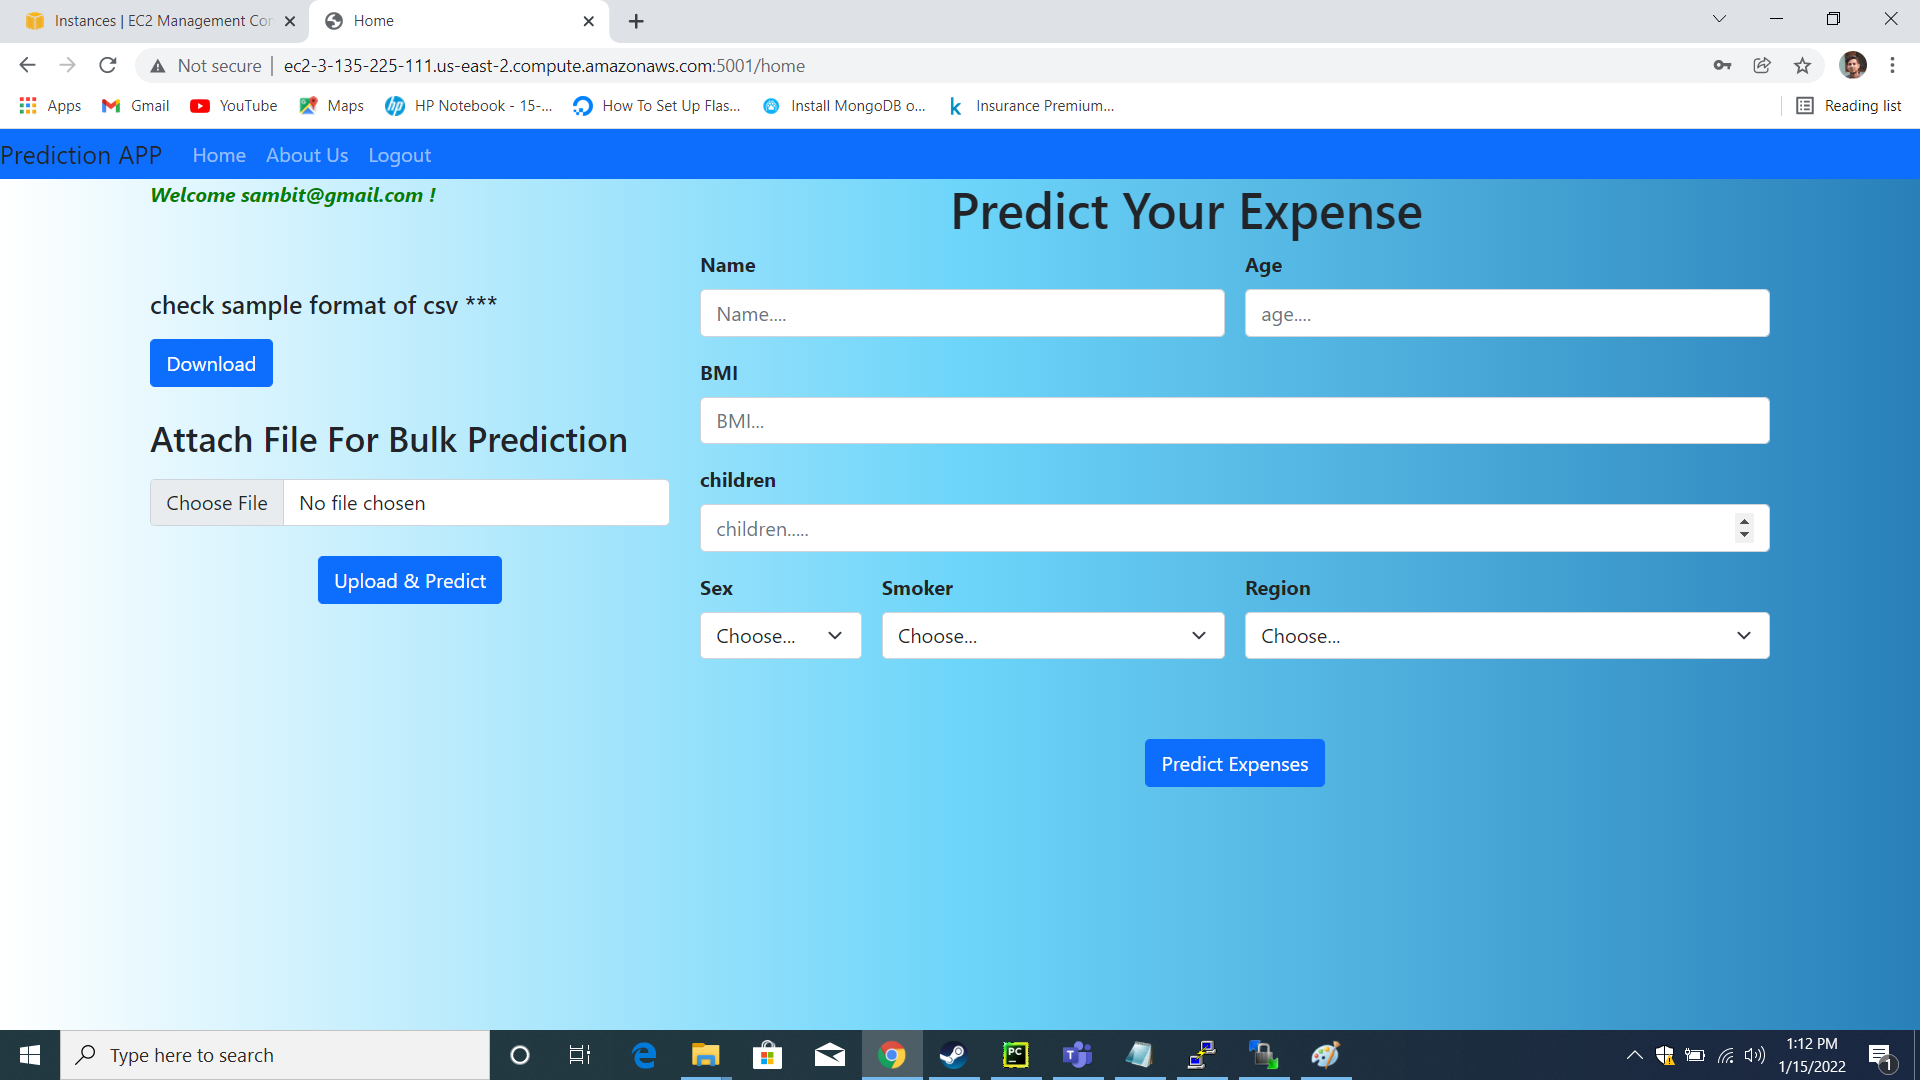 Instances | EC2 Management Con
Home
Not secure | ec2-3-135-225-111.us-east-2.compute.amazonaws.com:5001/home
Apps
Gmail
YouTube
Maps
HP Notebook - 15-...
How To Set Up Flas...
Install MongoDB o...
Insurance Premium...
Reading list
Prediction APP
Home
About Us
Logout
Welcome sambit@gmail.com !
Predict Your Expense
check sample format of csv ***
Download
Attach File For Bulk Prediction
Choose File
No file chosen
Upload & Predict
Name
Age
Name....
age....
BMI
BMI...
children
children.....
Sex
Smoker
Region
Choose...
Choose...
Choose...
Predict Expenses
Type here to search
PC
1:12 PM
1/15/2022
1